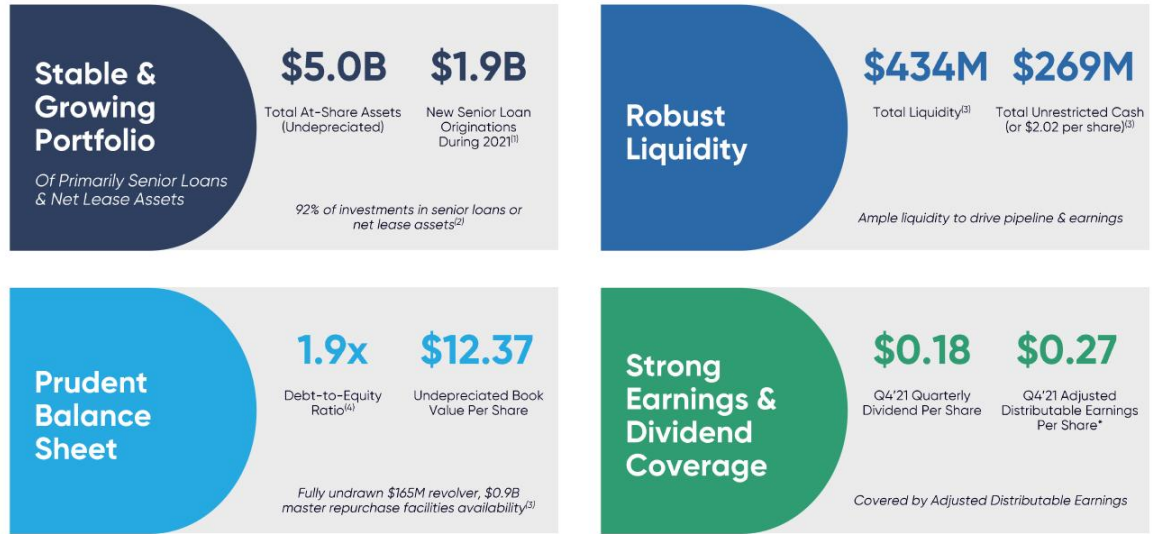 Stable &
Growing
Portfolio
Of Primarily Senior Loans
& Net Lease Assets
$5.0B
Total At-Share Assets
(Undepreciated)
$1.9B
New Senior Loan
Originations
During 2021(1)
92% of investments in senior loans or
net lease assets(2)
Robust
Liquidity
$434M
Total Liquidity(3)
$269M
Total Unrestricted Cash
(or $2.02 per share)(3)
Ample liquidity to drive pipeline & earnings
Prudent
Balance
Sheet
1.9x
Debt-to-Equity
Ratio(4)
$12.37
Undepreciated Book
Value Per Share
Fully undrawn $165M revolver, $0.9B
master repurchase facilities availability(3)
Strong
Earnings &
Dividend
Coverage
$0.18
Q4'21 Quarterly
Dividend Per Share
$0.27
Q4'21 Adjusted
Distributable Earnings
Per Share*
Covered by Adjusted Distributable Earnings